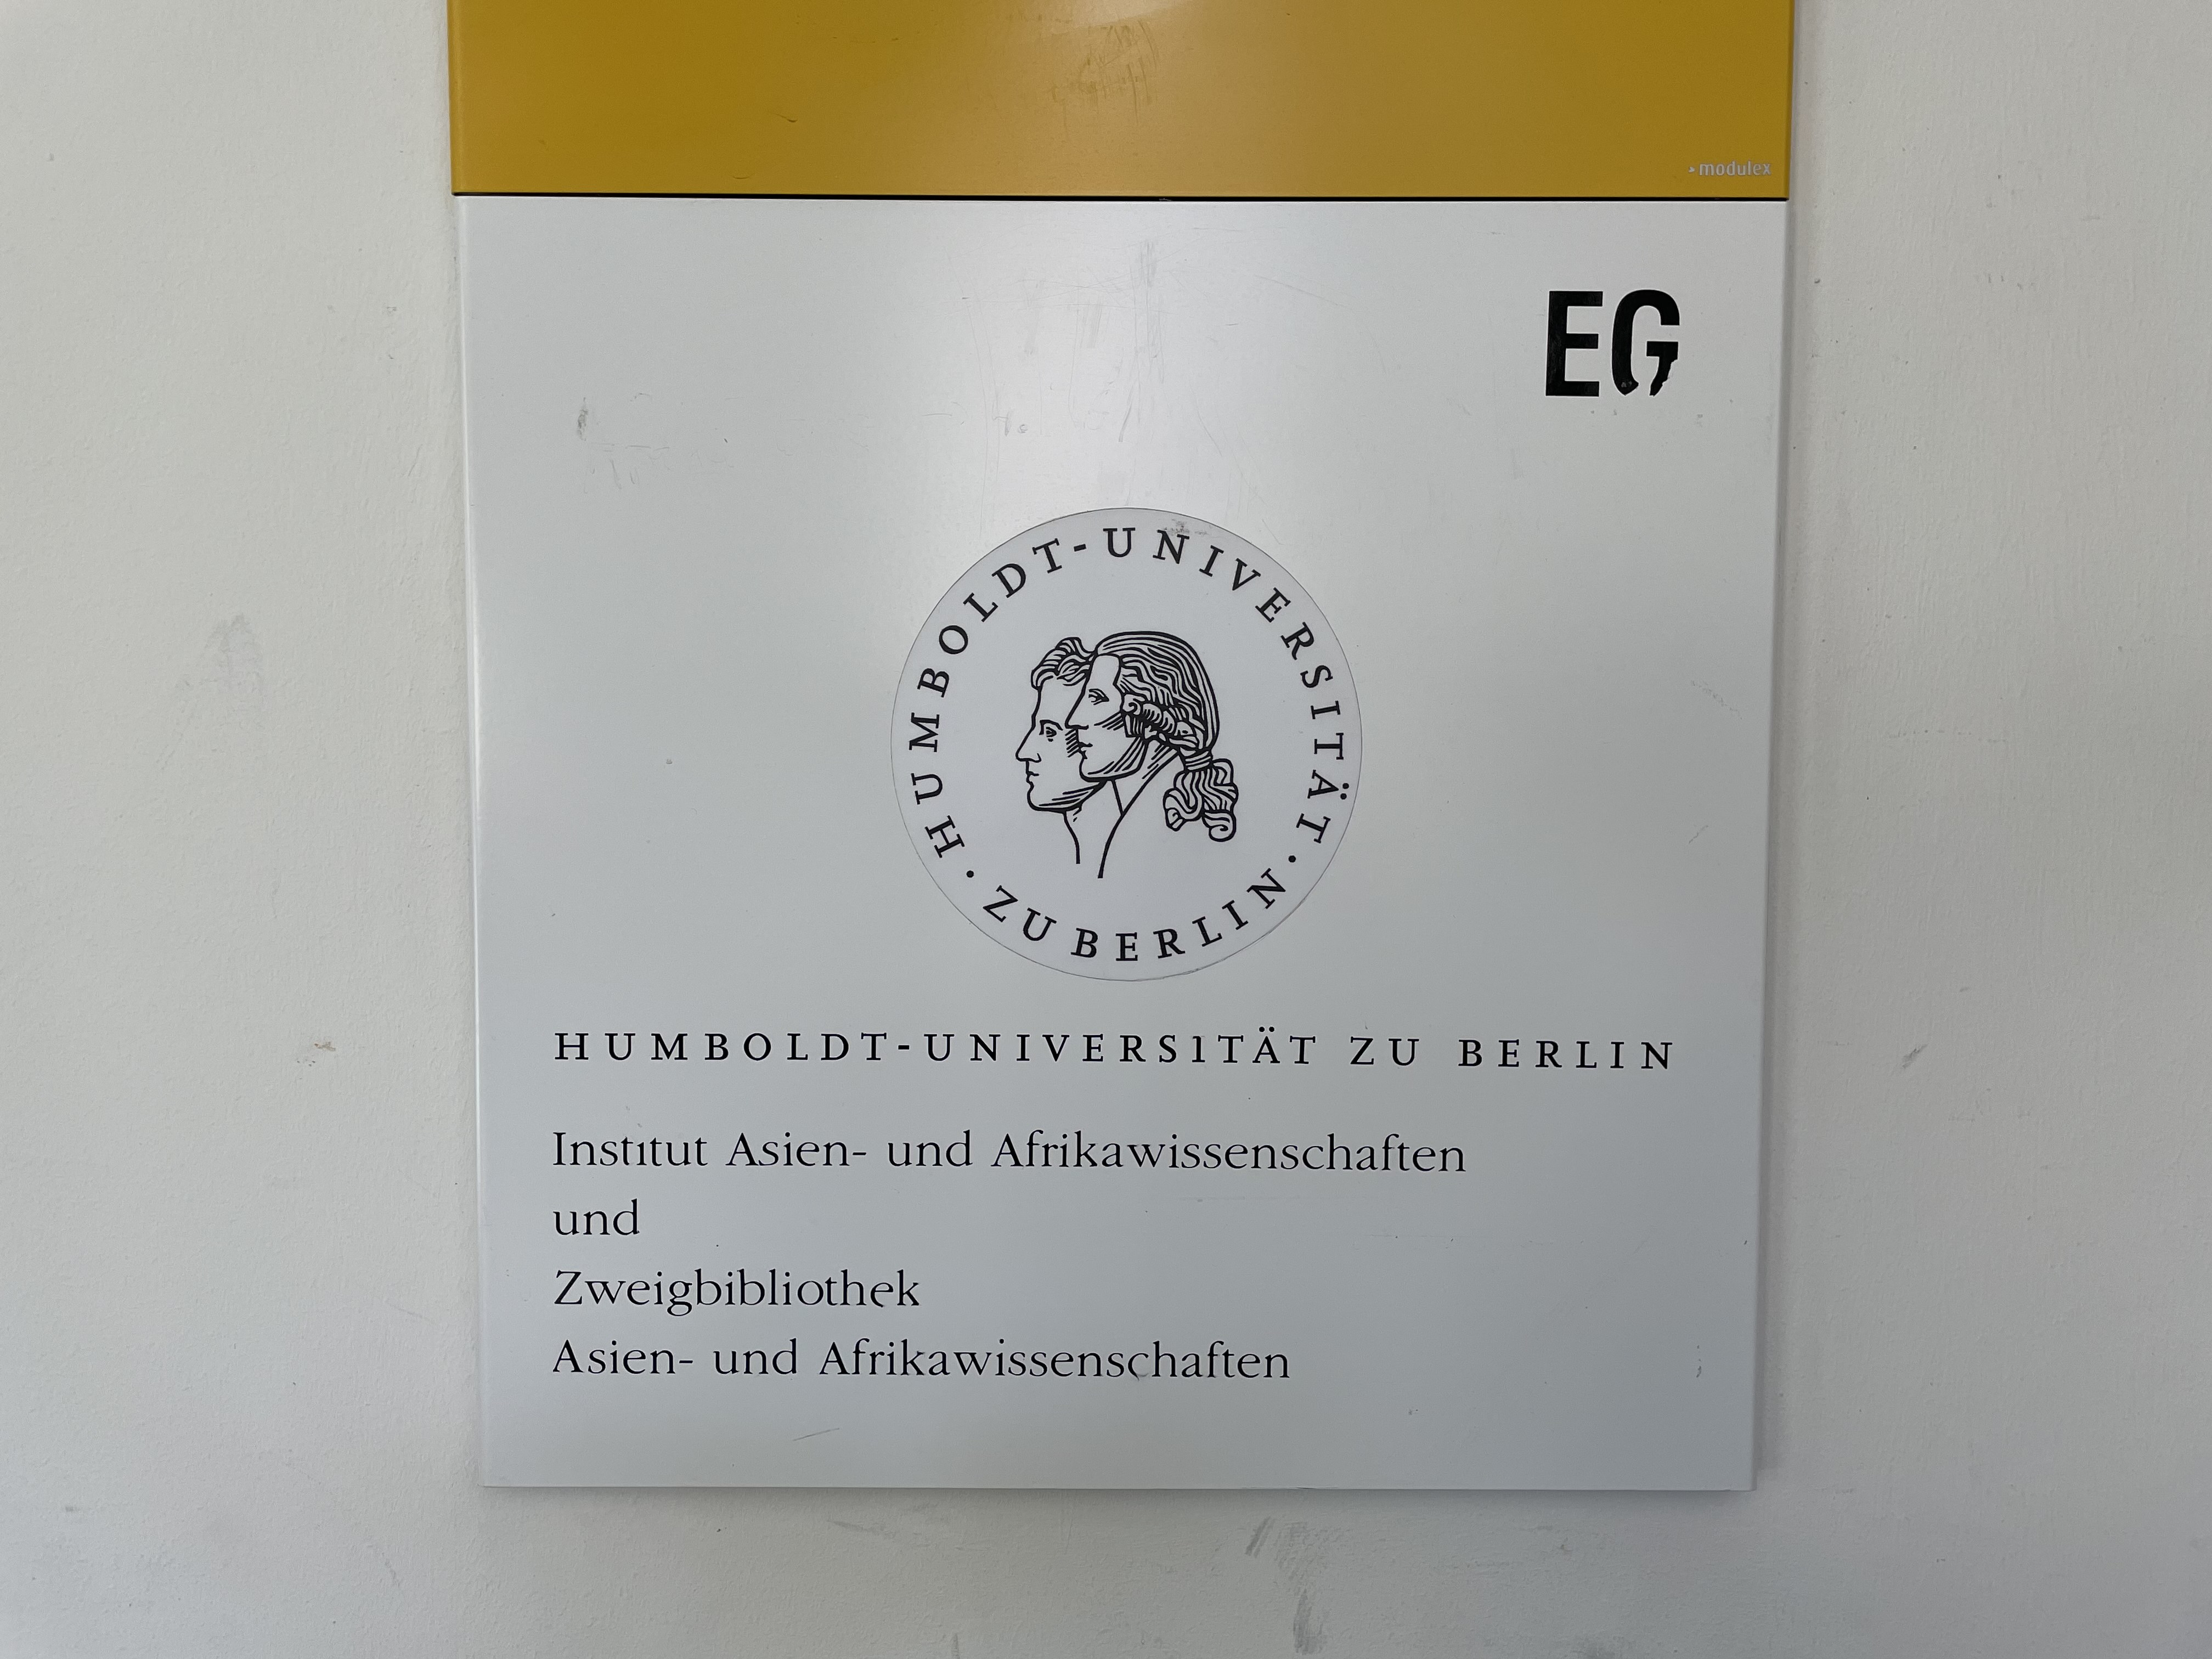 modulex
EG
HUMBOLDT-UNIVERSITÄT
· ZU BERLIN ·
HUMBOLDT-UNIVERSITÄT ZU BERLIN
Institut Asien- und Afrikawissenschaften
und
Zweigbibliothek
Asien- und Afrikawissenschaften